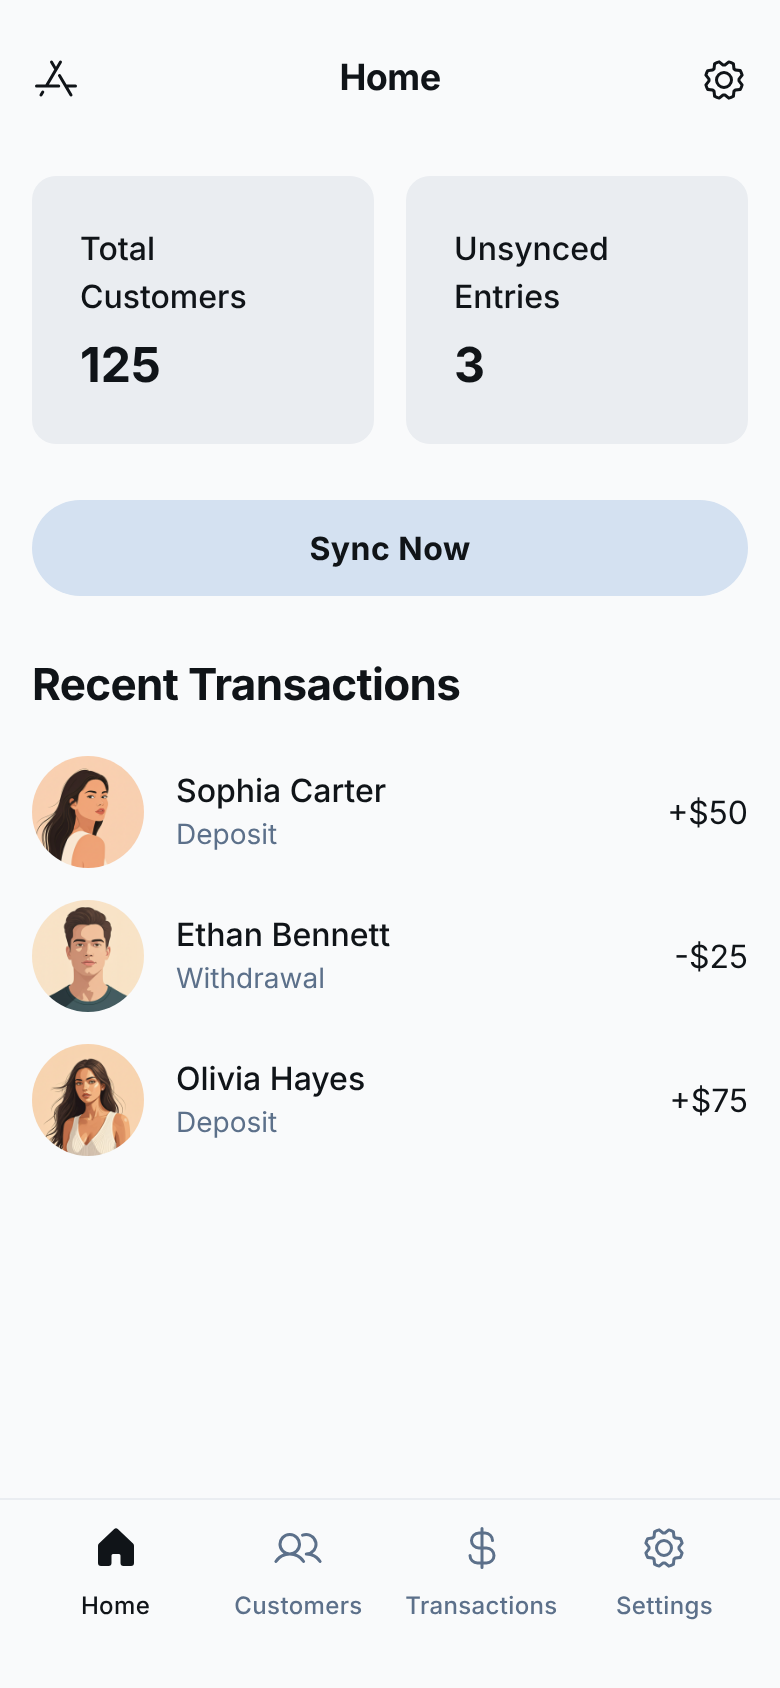 Home
Total
Customers
125
Unsynced
Entries
3
Sync Now
Recent Transactions
Sophia Carter
Deposit
+$50
Ethan Bennett
Withdrawal
-$25
Olivia Hayes
Deposit
+$75
Home
Customers
Transactions
Settings